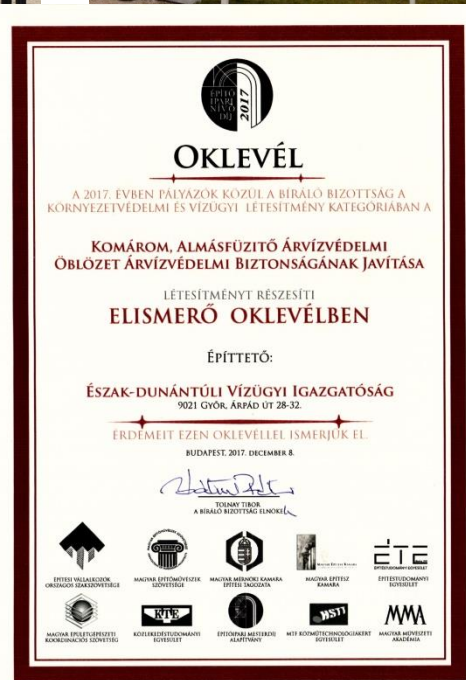 ÉPÍTŐ
IPARI
NÍVÓ
DÍJ
2017
OKLEVÉL
A 2017. ÉVBEN PÁLYÁZÓK KÖZÜL A BÍRÁLÓ BIZOTTSÁG A
KÖRNYEZETVÉDELMI ÉS VÍZÜGYI LÉTESÍTMÉNY KATEGÓRIÁBAN A
KOMÁROM, ALMÁSFÜZITŐ ÁRVÍZVÉDELMI
ÖBLÖZET ÁRVÍZVÉDELMI BIZTONSÁGÁNAK JAVÍTÁSA
LÉTESÍTMÉNYT RÉSZESÍTI
ELISMERŐ OKLEVÉLBEN
ÉPÍTTETŐ:
ÉSZAK-DUNÁNTÚLI VÍZÜGYI IGAZGATÓSÁG
9021 GYŐR, ÁRPÁD ÚT 28-32.
ÉRDEMEIT EZEN OKLEVÉLLEL ISMERJÜK EL.
BUDAPEST, 2017. DECEMBER 8.
TOLNAY TIBOR
A BÍRÁLÓ BIZOTTSÁG ELNÖKE
ÉTE
ÉPÍTÉSTUDOMÁNYI EGYESÜLET
ÉPÍTÉSI VÁLLALKOZÓK
ORSZÁGOS SZAKSZÖVETSÉGE
MAGYAR ÉPÍTŐMŰVÉSZEK
SZÖVETSÉGE
MAGYAR MÉRNÖKI KAMARA
ÉPÍTÉSI TAGOZATA
MAGYAR ÉPÍTÉSZ
KAMARA
ÉPÍTÉSTUDOMÁNYI
EGYESÜLET
KTE
MSTT
MMA
MAGYAR ÉPÜLETGÉPÉSZETI
KOORDINÁCIÓS SZÖVETSÉG
KÖZLEKEDÉSTUDOMÁNYI
EGYESÜLET
ÉPÍTŐIPARI MESTERDÍJ
ALAPÍTVÁNY
EGYESÜLET
MAGYAR MŰVÉSZETI
AKADÉMIA